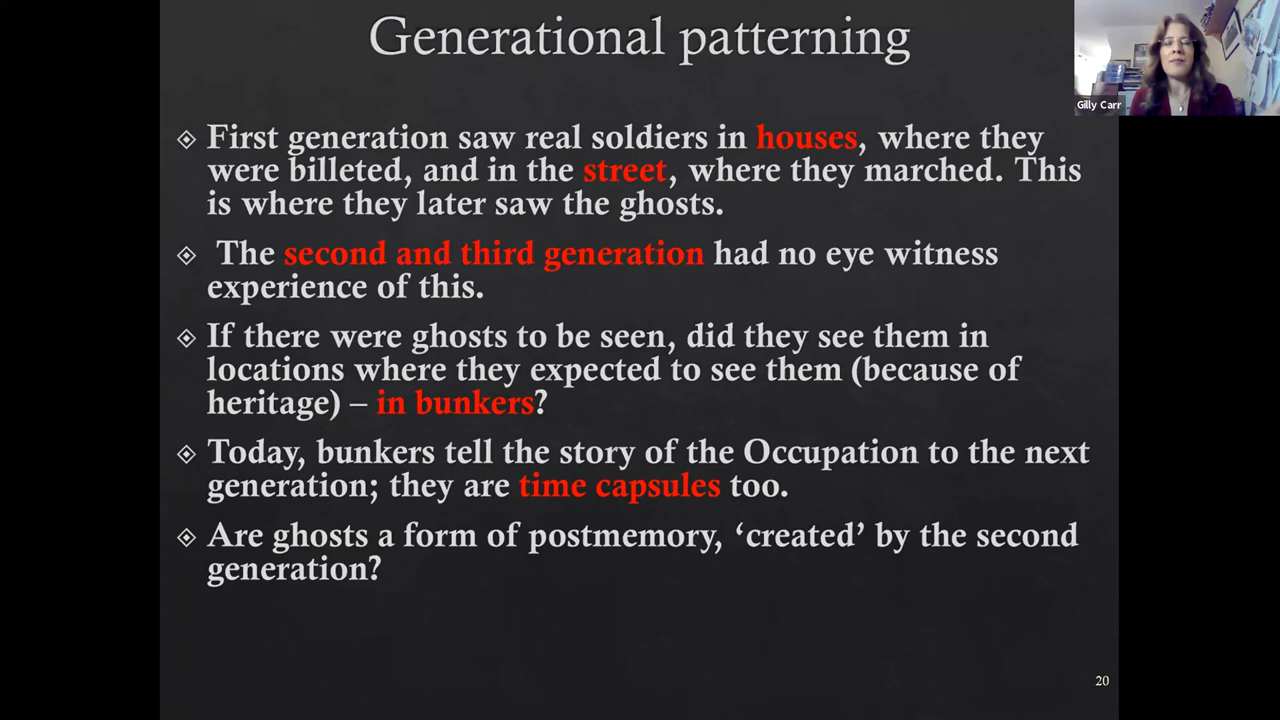 Generational patterning
Gilly Carr
First generation saw real soldiers in houses, where they
were billeted, and in the street, where they marched. This
is where they later saw the ghosts.
The second and third generation had no eye witness
experience of this.
If there were ghosts to be seen, did they see them in
locations where they expected to see them (because of
heritage) – in bunkers?
Today, bunkers tell the story of the Occupation to the next
generation; they are time capsules too.
Are ghosts a form of postmemory, ‘created’ by the second
generation?
20